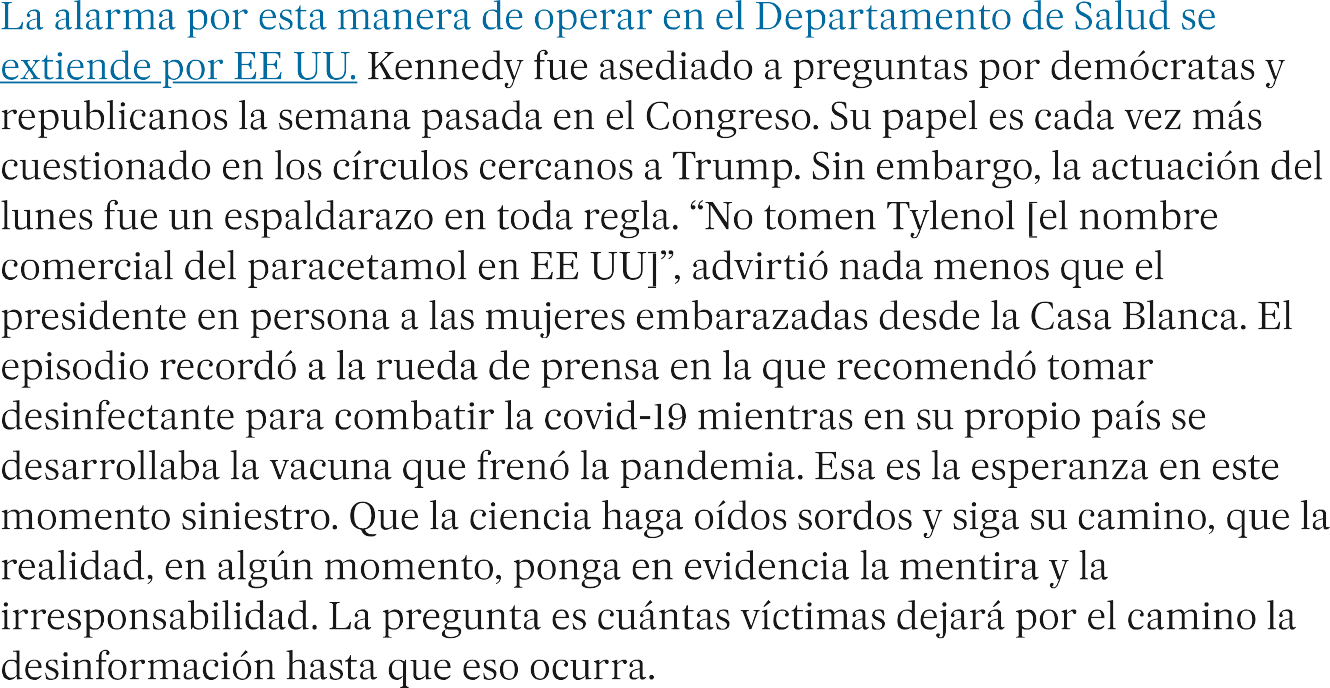 La alarma por esta manera de operar en el Departamento de Salud se
extiende por EE UU. Kennedy fue asediado a preguntas por demócratas y
republicanos la semana pasada en el Congreso. Su papel es cada vez más
cuestionado en los círculos cercanos a Trump. Sin embargo, la actuación del
lunes fue un espaldarazo en toda regla. “No tomen Tylenol [el nombre
comercial del paracetamol en EE UU]”, advirtió nada menos que el
presidente en persona a las mujeres embarazadas desde la Casa Blanca. El
episodio recordó a la rueda de prensa en la que recomendó tomar
desinfectante para combatir la covid-19 mientras en su propio país se
desarrollaba la vacuna que frenó la pandemia. Esa es la esperanza en este
momento siniestro. Que la ciencia haga oídos sordos y siga su camino, que la
realidad, en algún momento, ponga en evidencia la mentira y la
irresponsabilidad. La pregunta es cuántas víctimas dejará por el camino la
desinformación hasta que eso ocurra.